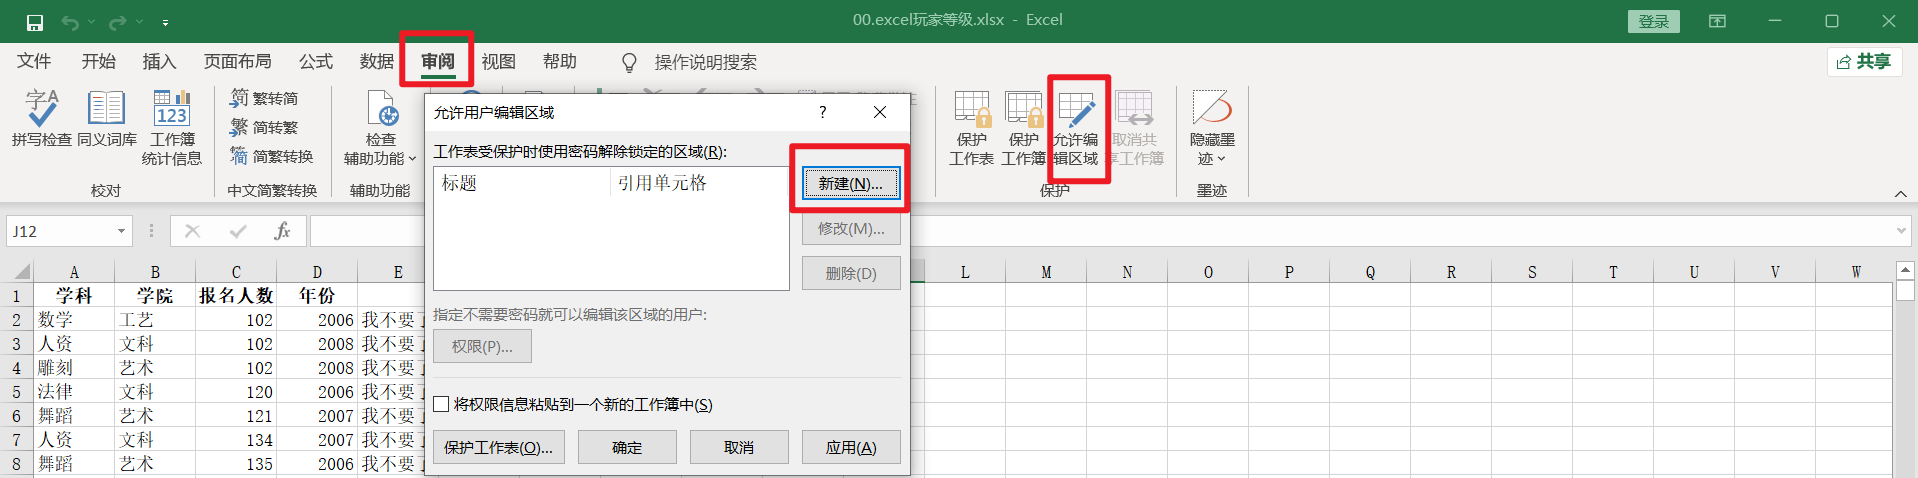 00.excel玩家等级.xlsx - Excel
登录
文件 开始 插入 页面布局 公式 数据 审阅 视图 帮助 操作说明搜索 共享
拼写检查 同义词库 工作簿统计信息
校对
繁转简
简转繁
简繁转换
中文简繁转换
检查辅助功能
辅助功能
保护工作表 保护工作簿 允许编辑区域 取消共享工作簿
保护
隐藏墨迹
墨迹
允许用户编辑区域 ?
工作表受保护时使用密码解除锁定的区域(R):
标题 引用单元格
新建(N)...
修改(M)...
删除(D)
指定不需要密码就可以编辑该区域的用户:
权限(P)...
将权限信息粘贴到一个新的工作簿中(S)
保护工作表(O)... 确定 取消 应用(A)
J12 fx
A B C D E L M N O P Q R S T U V W
1 学科 学院 报名人数 年份
2 数学 工艺 102 2006 我不要
3 人资 文科 102 2008 我不要
4 雕刻 艺术 102 2008 我不要
5 法律 文科 120 2006 我不要
6 舞蹈 艺术 121 2007 我不要
7 人资 文科 134 2007 我不要
8 舞蹈 艺术 135 2006 我不要